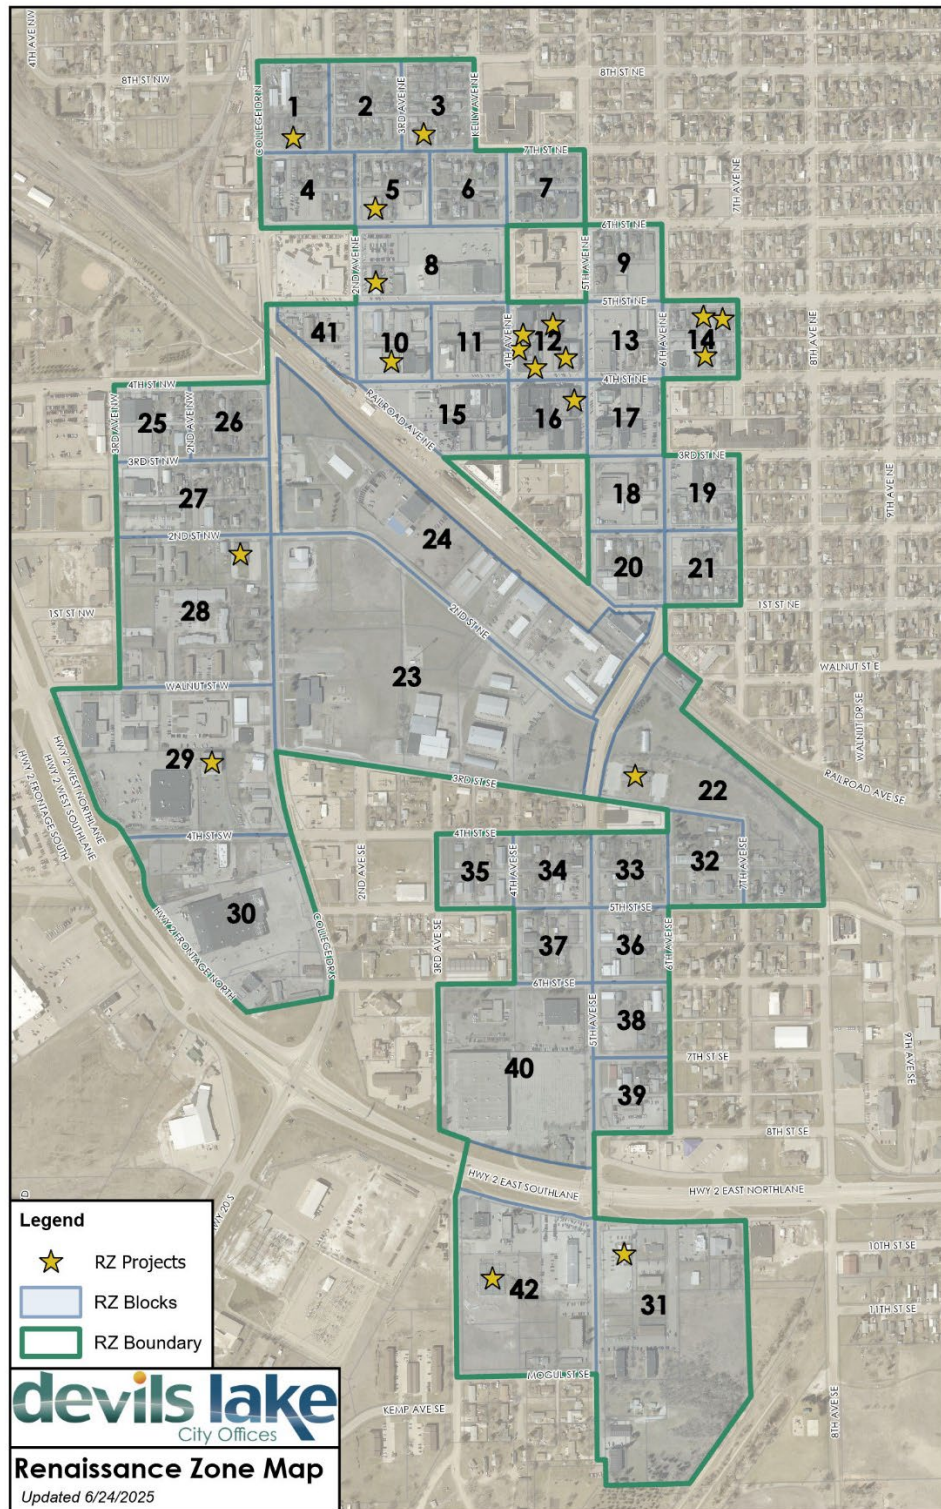 4TH AVE NW
8TH ST NW
8TH ST NE
COLLEGE DR N
1
2
3RD AVE NE
3
KELLY AVE NE
7TH ST NE
7TH AVE NE
4
5
6
7
6TH ST NE
2ND AVE NE
8
5TH AVE NE
9
5TH ST NE
41
10
11
4TH AVE NE
12
13
6TH AVE NE
14
8TH AVE NE
4TH ST NE
4TH ST NW
RAILROAD AVE NE
15
16
17
3RD AVE NW
25
2ND AVE NW
26
3RD ST NW
3RD ST NE
27
18
19
9TH AVE NE
2ND ST NW
24
20
21
28
1ST ST NW
2ND ST NE
1ST ST NE
23
WALNUT ST E
WALNUT ST W
WALNUT DR SE
29
HWY 2 WEST NORTHLANE
HWY 2 WEST SOUTHLANE
HWY 2 FRONTAGE SOUTH
3RD ST SE
22
RAILROAD AVE SE
4TH ST SW
4TH ST SE
2ND AVE SE
35
4TH AVE SE
34
33
32
7TH AVE SE
30
COLLEGE DR S
5TH ST SE
HWY 2 FRONTAGE NORTH
3RD AVE SE
37
36
6TH AVE SE
6TH ST SE
38
5TH AVE SE
40
7TH ST SE
9TH AVE SE
39
8TH ST SE
HWY 2 EAST SOUTHLANE
HWY 2 EAST NORTHLANE
HWY 20 S
10TH ST SE
42
31
11TH ST SE
MOGUL ST SE
KEMP AVE SE
8TH AVE SE
Legend
RZ Projects
RZ Blocks
RZ Boundary
devils lake
City Offices
Renaissance Zone Map
Updated 6/24/2025